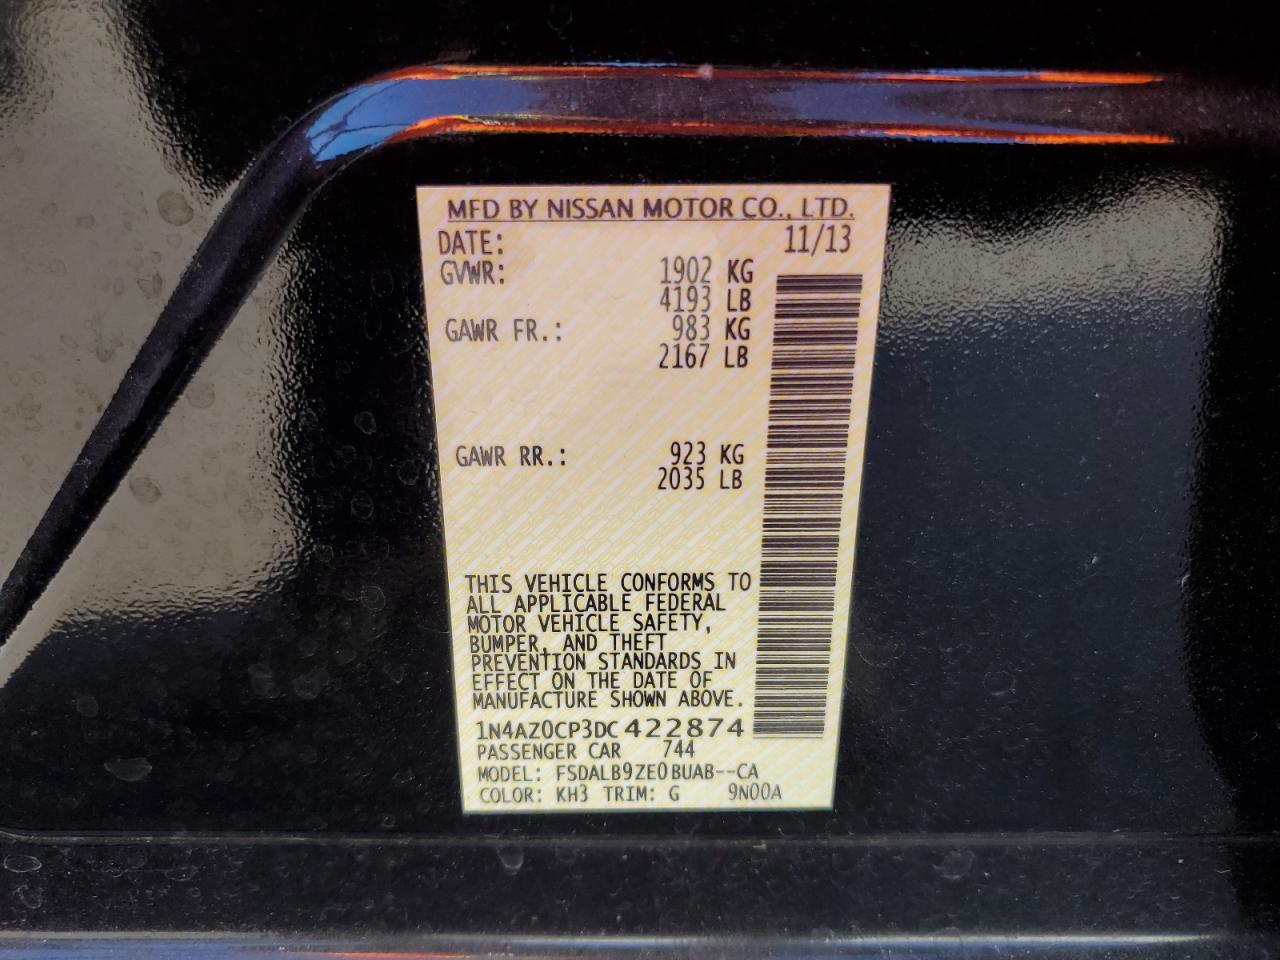 MFD BY NISSAN MOTOR CO., LTD.
DATE: 11/13
GVWR: 1902 KG
4193 LB
GAWR FR.: 983 KG
2167 LB
GAWR RR.: 923 KG
2035 LB
THIS VEHICLE CONFORMS TO
ALL APPLICABLE FEDERAL
MOTOR VEHICLE SAFETY,
BUMPER, AND THEFT
PREVENTION STANDARDS IN
EFFECT ON THE DATE OF
MANUFACTURE SHOWN ABOVE.
1N4AZ0CP3DC422874
PASSENGER CAR 744
MODEL: FSDALB9ZE0BUAB--CA
COLOR: KH3 TRIM: G 9N00A